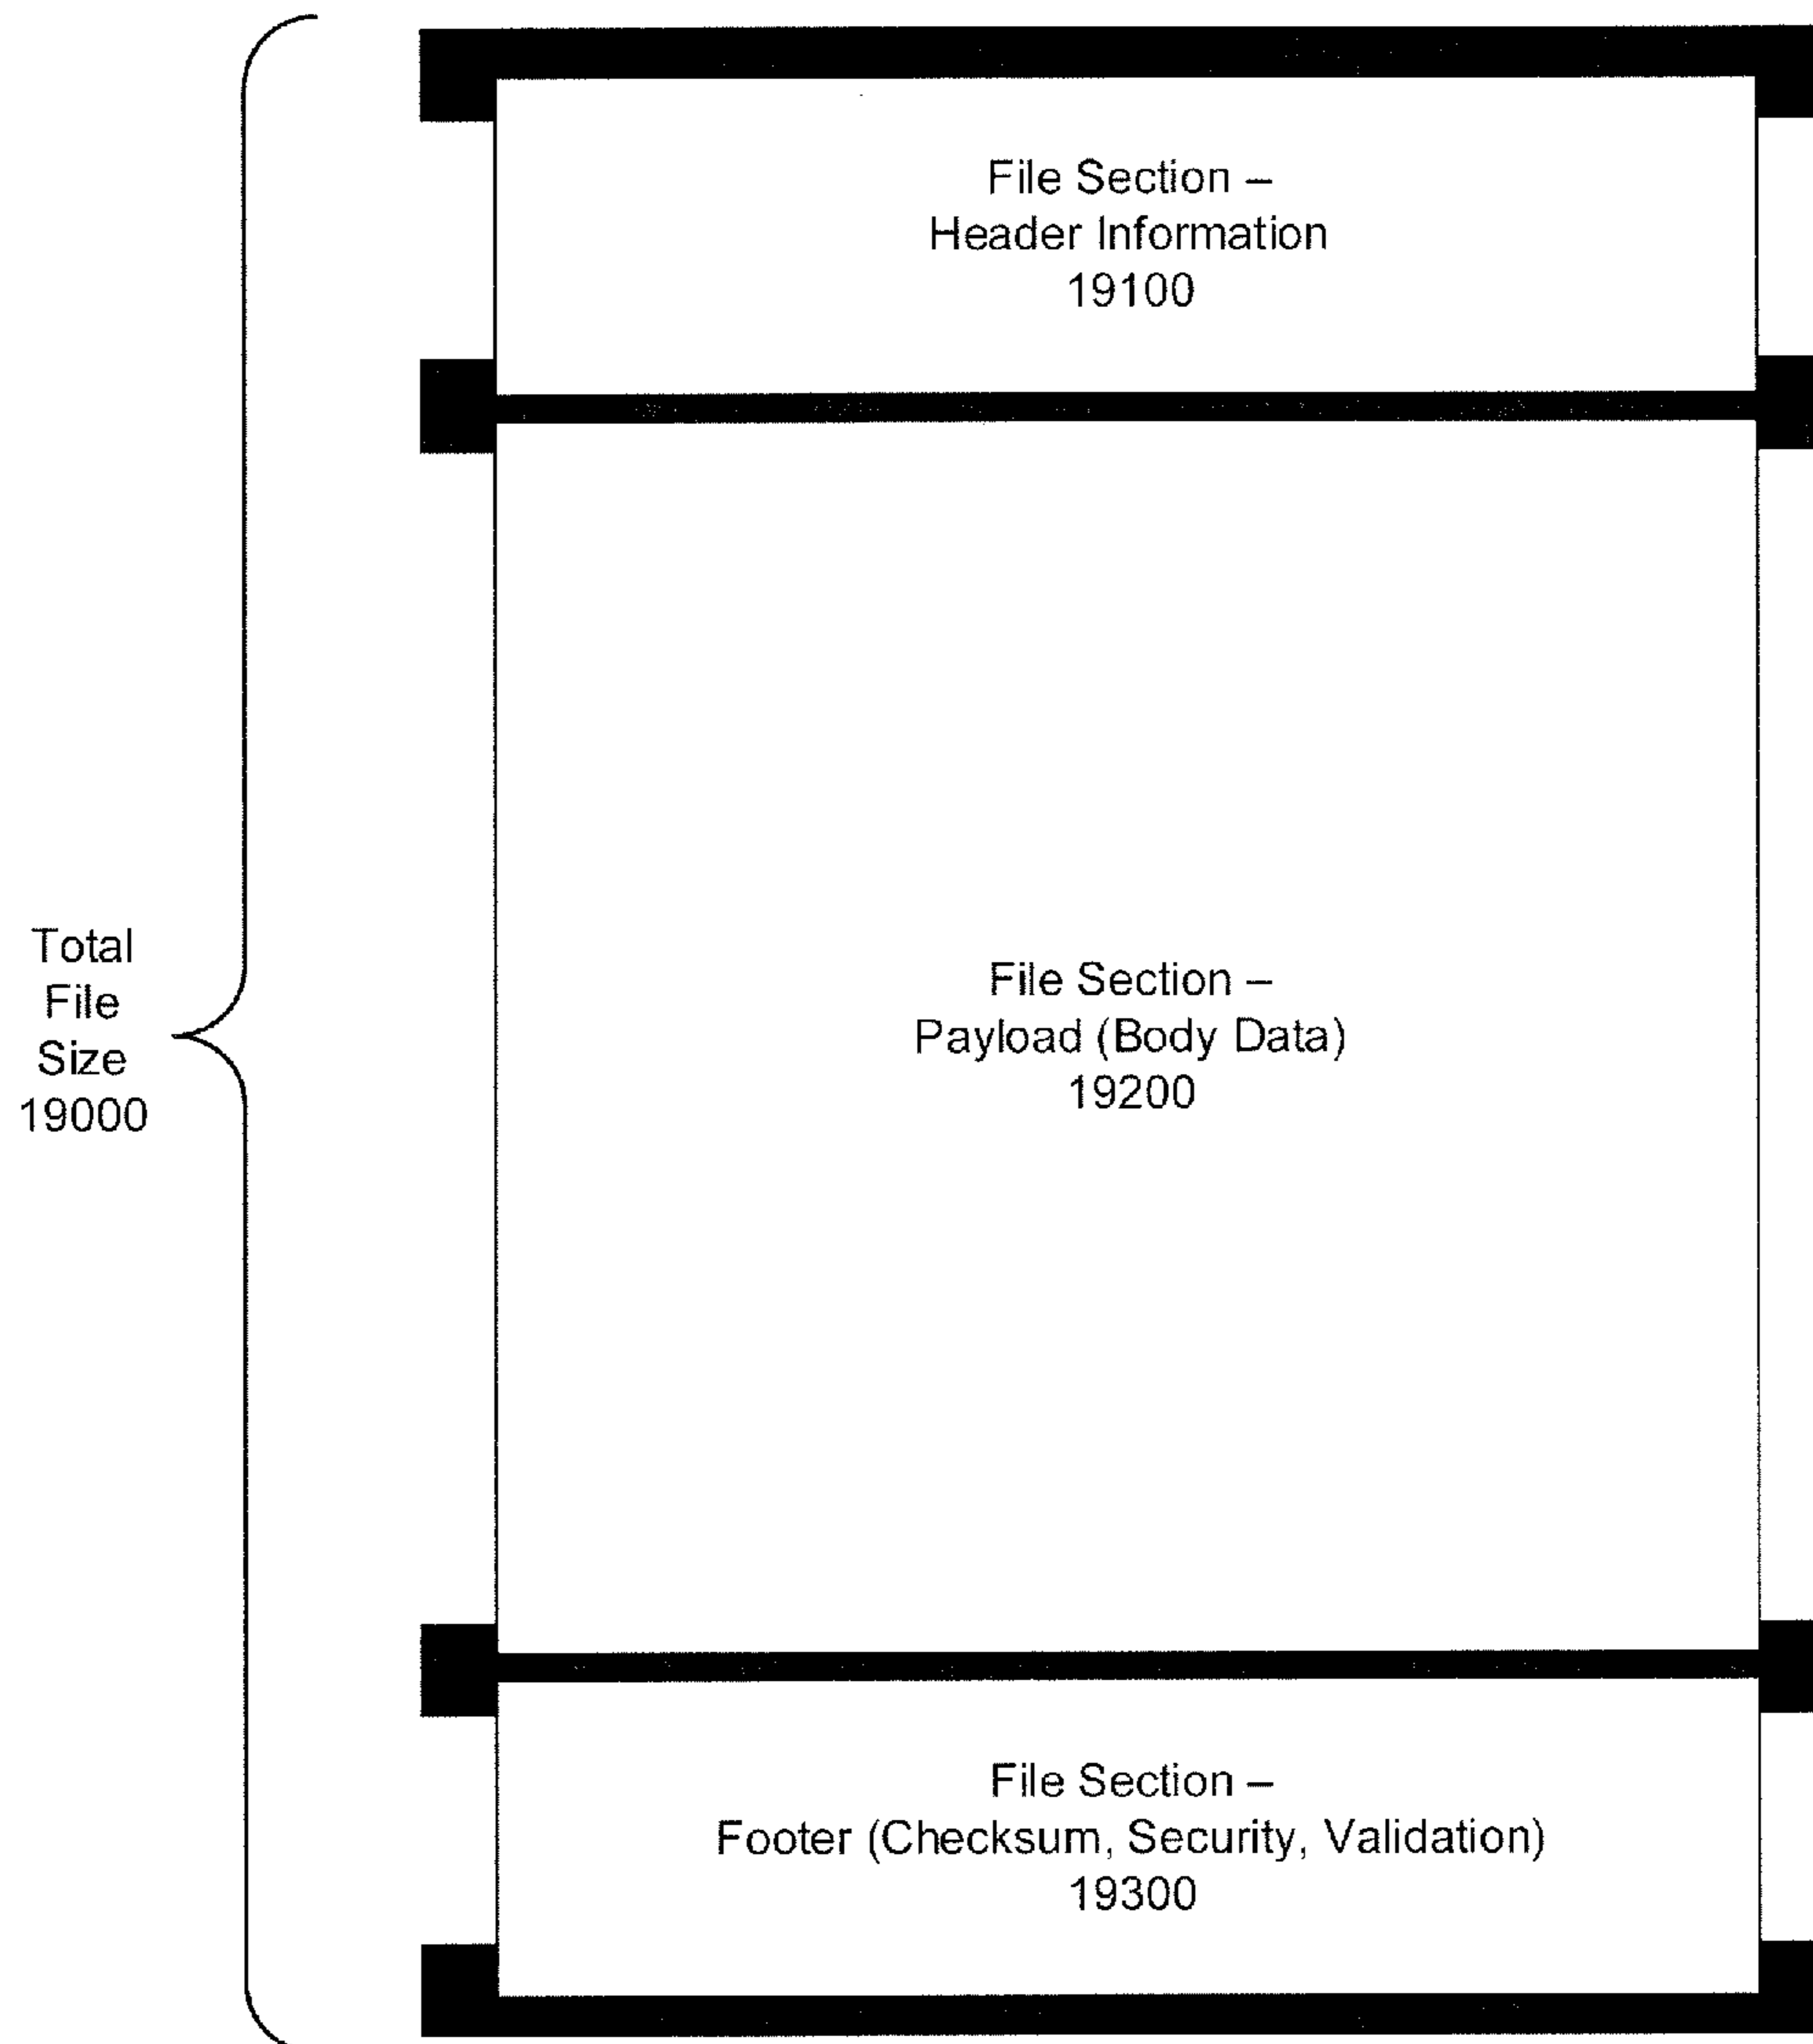 File Section –
Header Information
19100
Total
File
Size
19000
File Section –
Payload (Body Data)
19200
File Section –
Footer (Checksum, Security, Validation)
19300